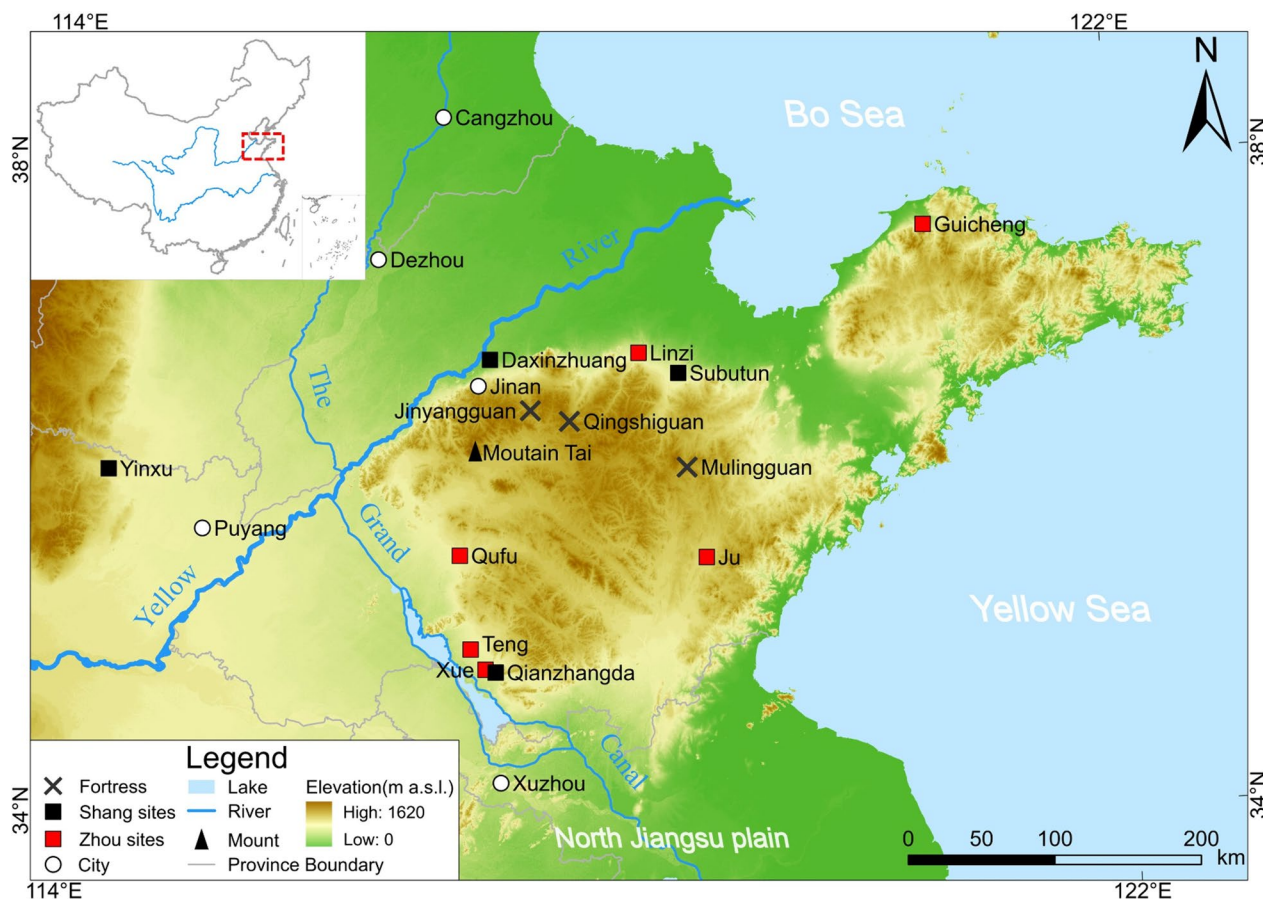 114°E
122°E
N
38°N
38°N
Bo Sea
Cangzhou
Guicheng
Dezhou
River
The
Daxinzhuang
Linzi
Subutun
Jinan
Jinyangguan
Qingshiguan
Moutain Tai
Mulingguan
Yinxu
Puyang
Grand
Qufu
Ju
Yellow
Yellow Sea
Teng
Xue
Qianzhangda
Canal
Xuzhou
North Jiangsu plain
34°N
34°N
Legend
Fortress
Shang sites
Zhou sites
City
Lake
River
Mount
Province Boundary
Elevation(m a.s.l.)
High: 1620
Low: 0
0 50 100 200
km
114°E
122°E